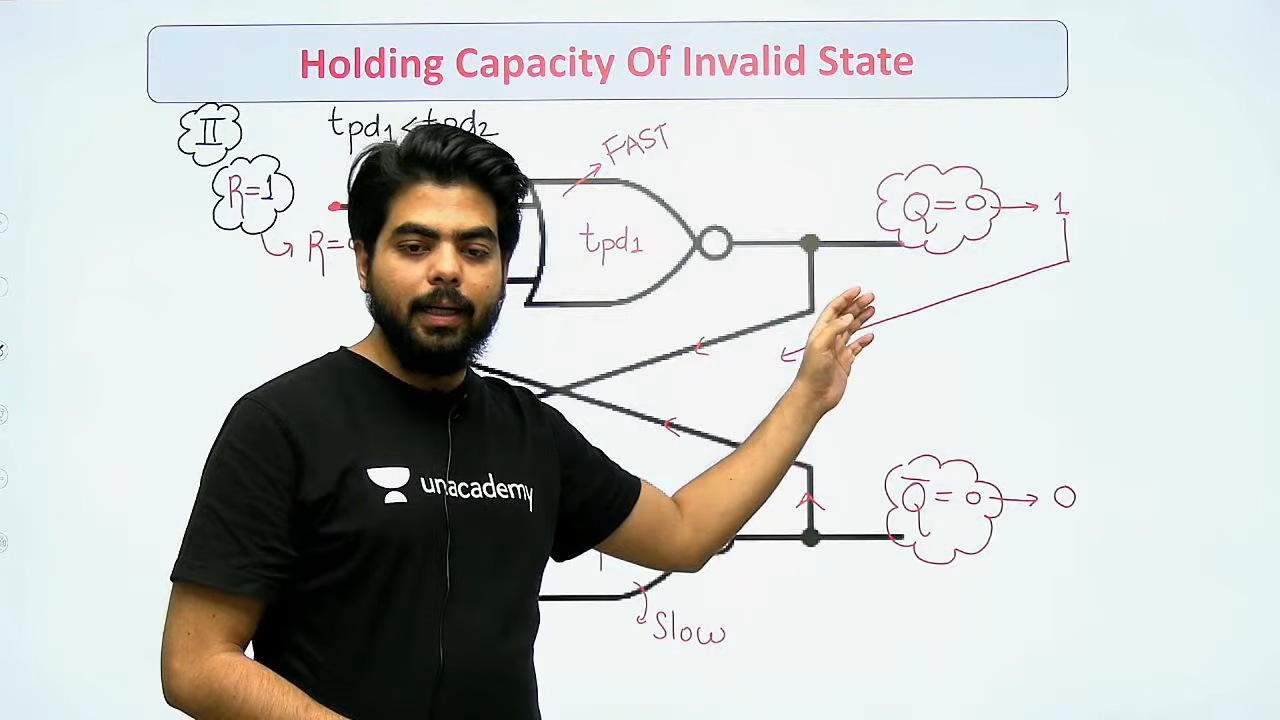 Holding Capacity Of Invalid State
II
tpd1 < tpd2
FAST
R=1
R=
tpd1
Q = 0 → 1
unacademy
Q̅ = 0 → 0
Slow